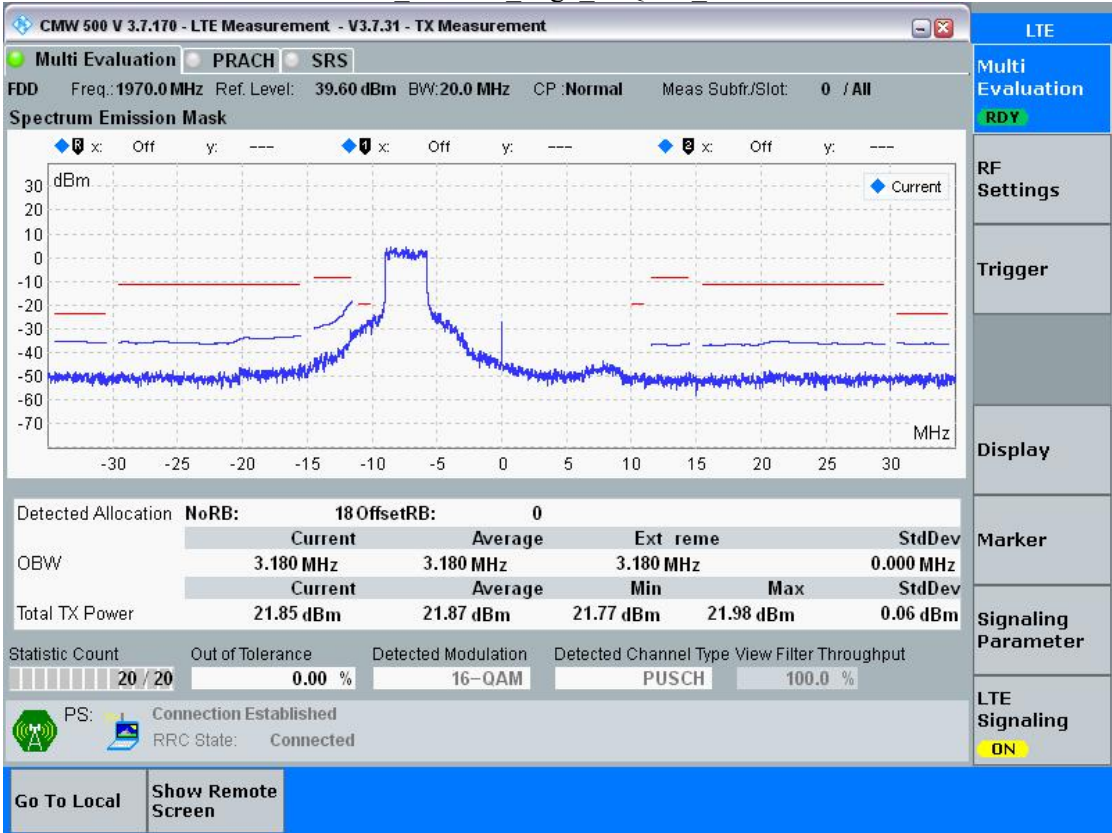 CMW 500 V 3.7.170 - LTE Measurement - V3.7.31 - TX Measurement
LTE
Multi Evaluation PRACH SRS
Multi Evaluation
RDY
FDD Freq.: 1970.0 MHz Ref. Level: 39.60 dBm BW: 20.0 MHz CP : Normal Meas Subfr./Slot: 0 / All
Spectrum Emission Mask
R x: Off y: --- 1 x: Off y: --- 2 x: Off y: ---
dBm
Current
30
20
10
0
-10
-20
-30
-40
-50
-60
-70
MHz
-30 -25 -20 -15 -10 -5 0 5 10 15 20 25 30
RF Settings
Trigger
Display
Marker
Signaling Parameter
LTE Signaling
ON
Detected Allocation NoRB: 18 OffsetRB: 0
Current Average Ext reme StdDev
OBW 3.180 MHz 3.180 MHz 3.180 MHz 0.000 MHz
Current Average Min Max StdDev
Total TX Power 21.85 dBm 21.87 dBm 21.77 dBm 21.98 dBm 0.06 dBm
Statistic Count Out of Tolerance Detected Modulation Detected Channel Type View Filter Throughput
20 / 20 0.00 % 16-QAM PUSCH 100.0 %
PS: Connection Established
RRC State: Connected
Go To Local
Show Remote Screen